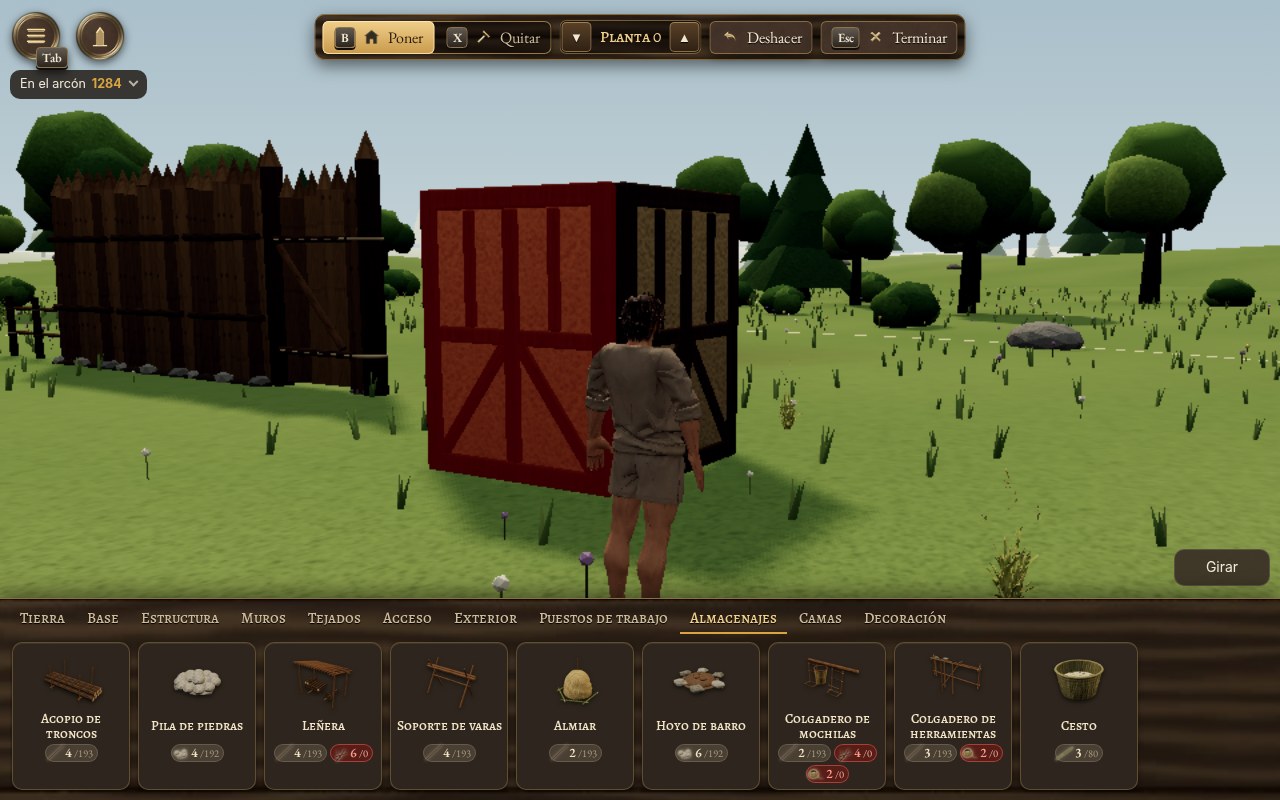 B Poner X Quitar ▼ Planta 0 ▲ Deshacer Esc Terminar
Tab
En el arcón 1284
Girar
Tierra Base Estructura Muros Tejados Acceso Exterior Puestos de trabajo Almacenajes Camas Decoración
Acopio de troncos
4 /193
Pila de piedras
4 /192
Leñera
4 /193 6 /0
Soporte de varas
4 /193
Almiar
2 /193
Hoyo de barro
6 /192
Colgadero de mochilas
2 /193 4 /0
2 /0
Colgadero de herramientas
3 /193 2 /0
Cesto
3 /80